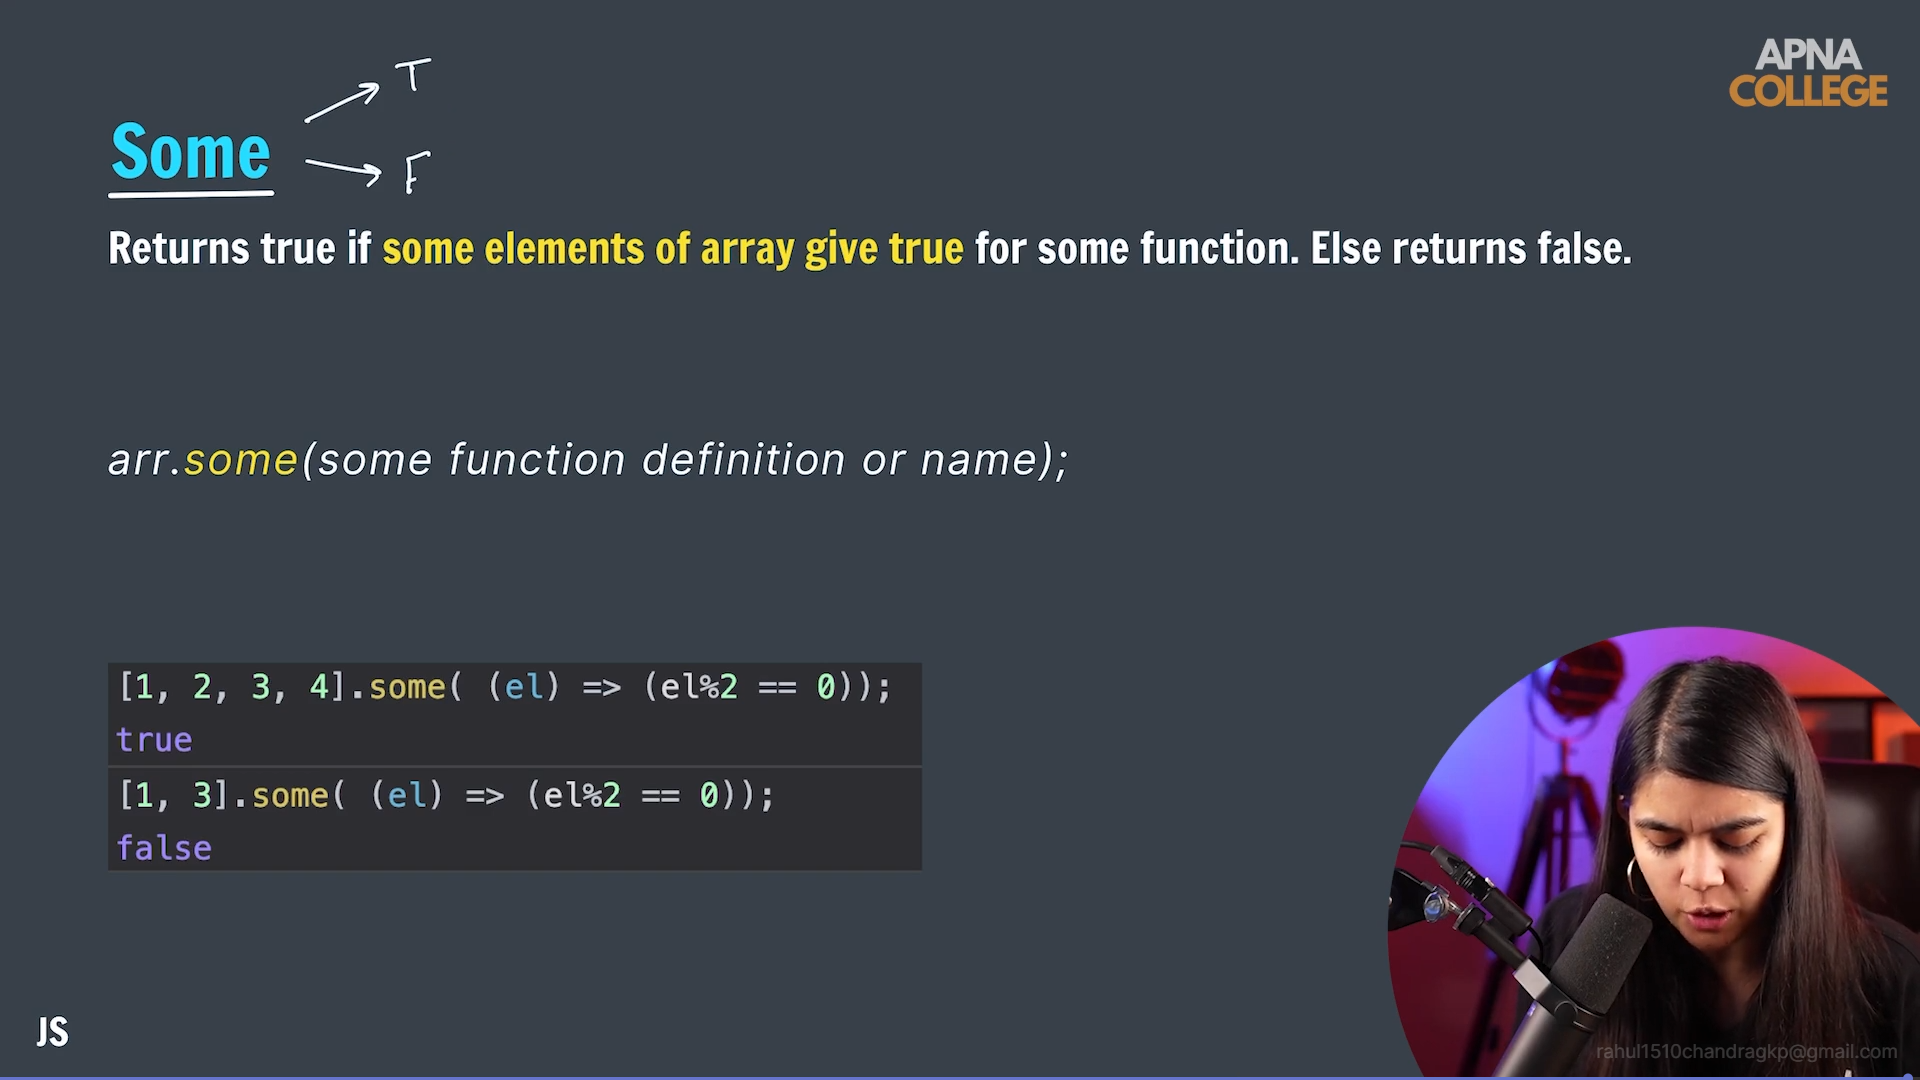 APNA
COLLEGE
T
Some
F
Returns true if some elements of array give true for some function. Else returns false.
arr.some(some function definition or name);
[1, 2, 3, 4].some( (el) => (el%2 == 0));
true
[1, 3].some( (el) => (el%2 == 0));
false
JS
rahul1510chandragkp@gmail.com